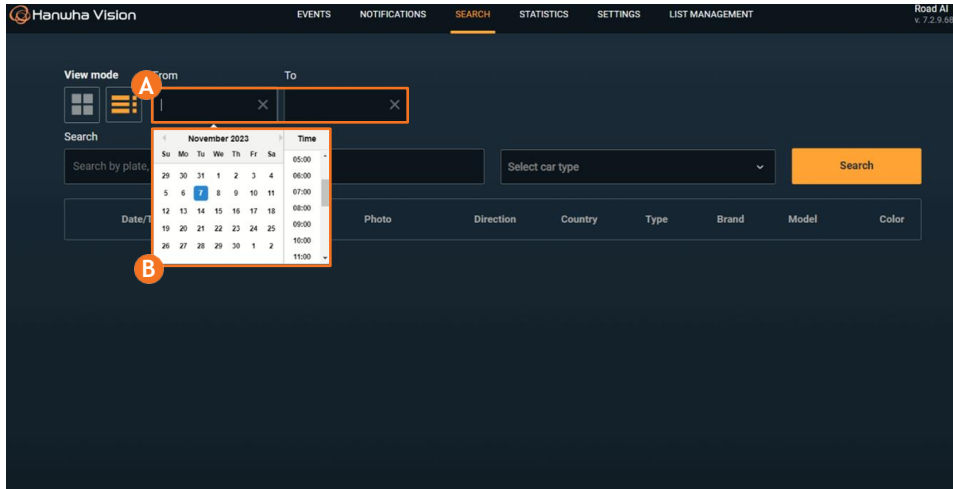 Hanwha Vision
EVENTS NOTIFICATIONS SEARCH STATISTICS SETTINGS LIST MANAGEMENT
Road AI
v. 7.2.9.68
View mode
From
To
A
Search
Search by plate,
Select car type
Search
November 2023
Time
Su Mo Tu We Th Fr Sa
29 30 31 1 2 3 4
5 6 7 8 9 10 11
12 13 14 15 16 17 18
19 20 21 22 23 24 25
26 27 28 29 30 1 2
05:00
06:00
07:00
08:00
09:00
10:00
11:00
B
Date/T Photo Direction Country Type Brand Model Color